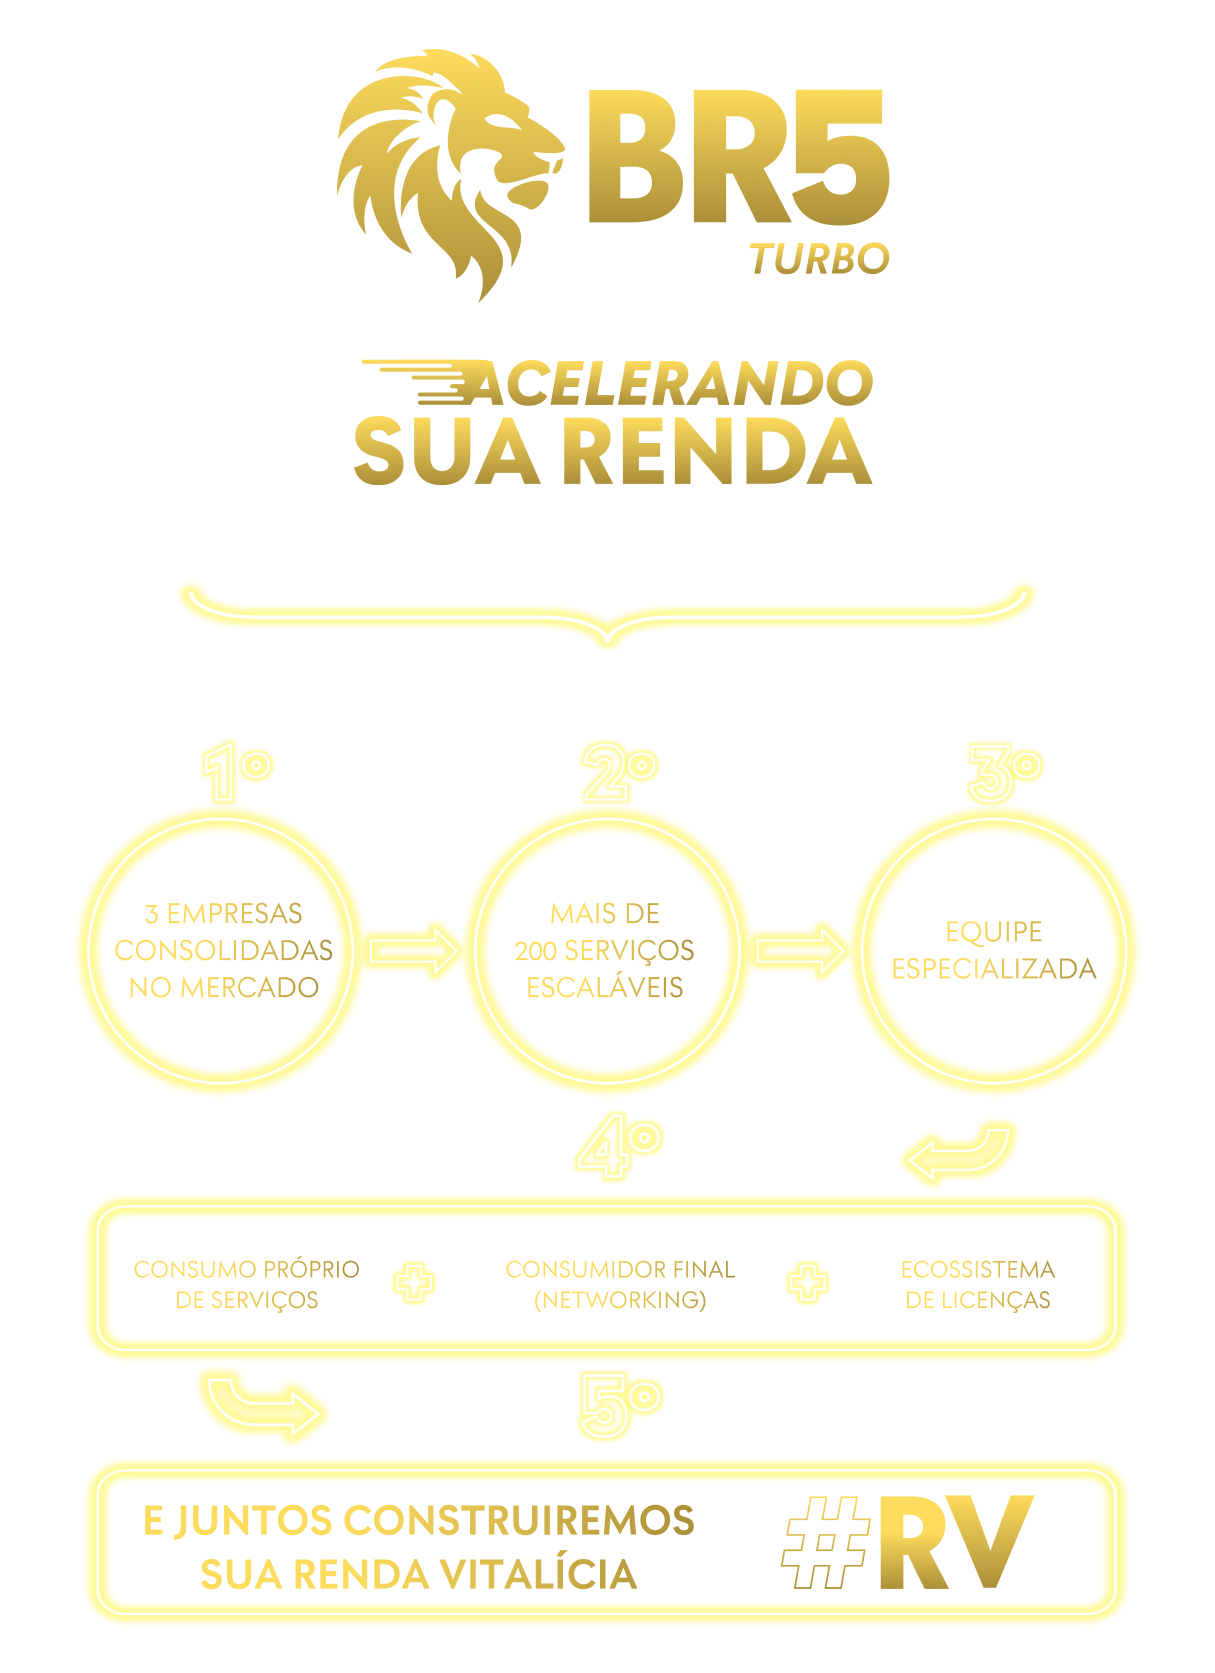 BR5
TURBO
ACELERANDO
SUA RENDA
1º
2º
3º
3 EMPRESAS
CONSOLIDADAS
NO MERCADO
MAIS DE
200 SERVIÇOS
ESCALÁVEIS
EQUIPE
ESPECIALIZADA
4º
CONSUMO PRÓPRIO
DE SERVIÇOS
CONSUMIDOR FINAL
(NETWORKING)
ECOSSISTEMA
DE LICENÇAS
5º
E JUNTOS CONSTRUIREMOS
SUA RENDA VITALÍCIA
#RV